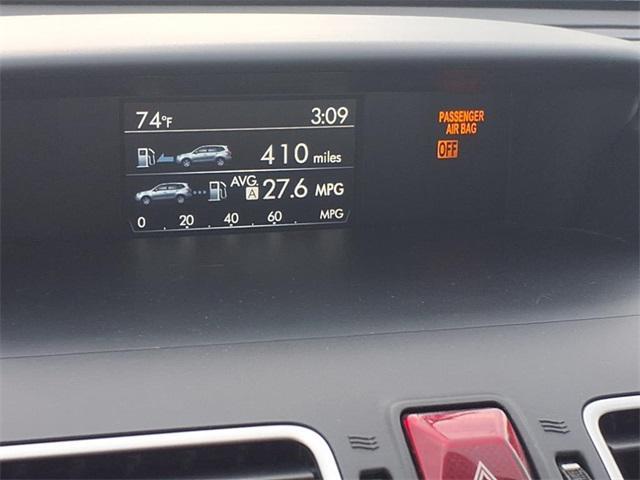 74°F 3:09
410 miles
AVG.
A 27.6 MPG
0 20 40 60 MPG
PASSENGER
AIR BAG
OFF